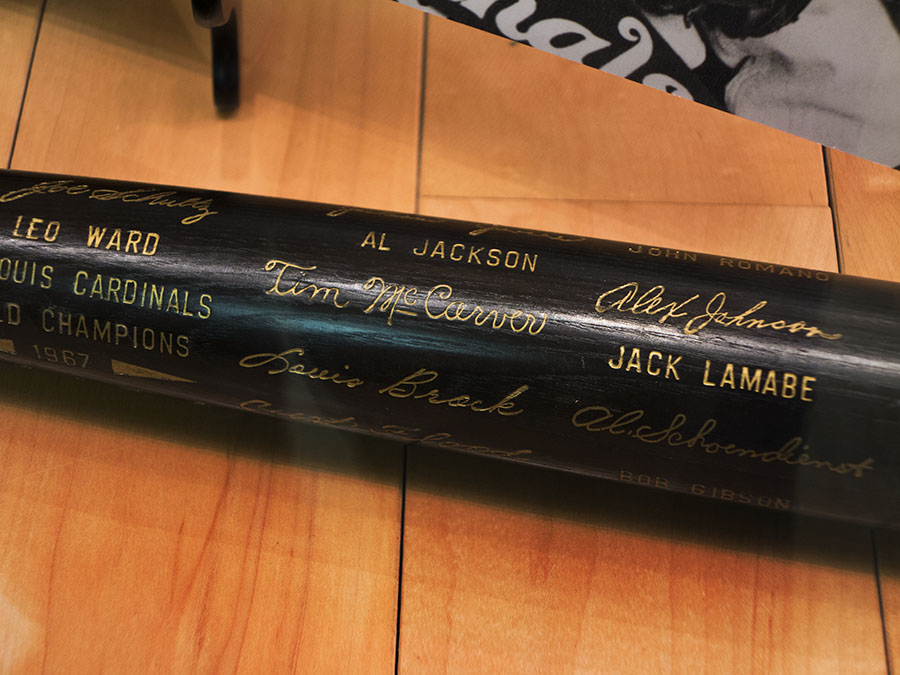 Joe Schultz
LEO WARD
OUIS CARDINALS
LD CHAMPIONS
1967
AL JACKSON
Tim McCarver
Louis Brock
JOHN ROMANO
Alex Johnson
JACK LAMABE
Al. Schoendienst
BOB GIBSON